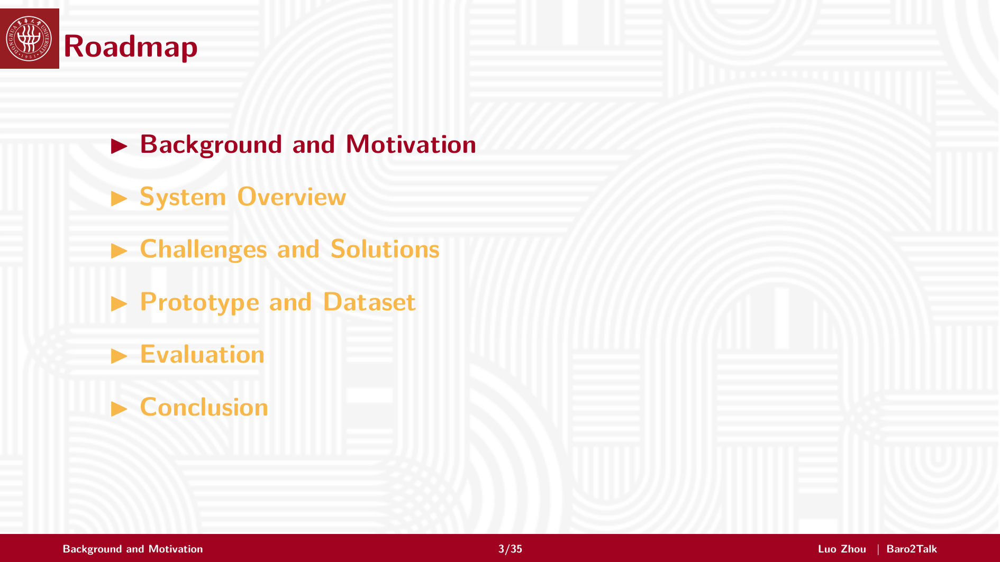 東華大學
DONGHUA UNIVERSITY
1951
Roadmap
Background and Motivation
System Overview
Challenges and Solutions
Prototype and Dataset
Evaluation
Conclusion
Background and Motivation
3/35
Luo Zhou | Baro2Talk